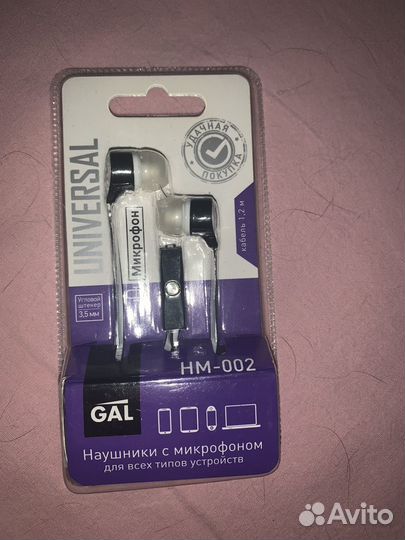 UNIVERSAL
УДАЧНАЯ
ПОКУПКА
Микрофон
кабель 1,2 м
Угловой
штекер
3,5 мм
HM-002
GAL
Наушники с микрофоном
для всех типов устройств
Avito